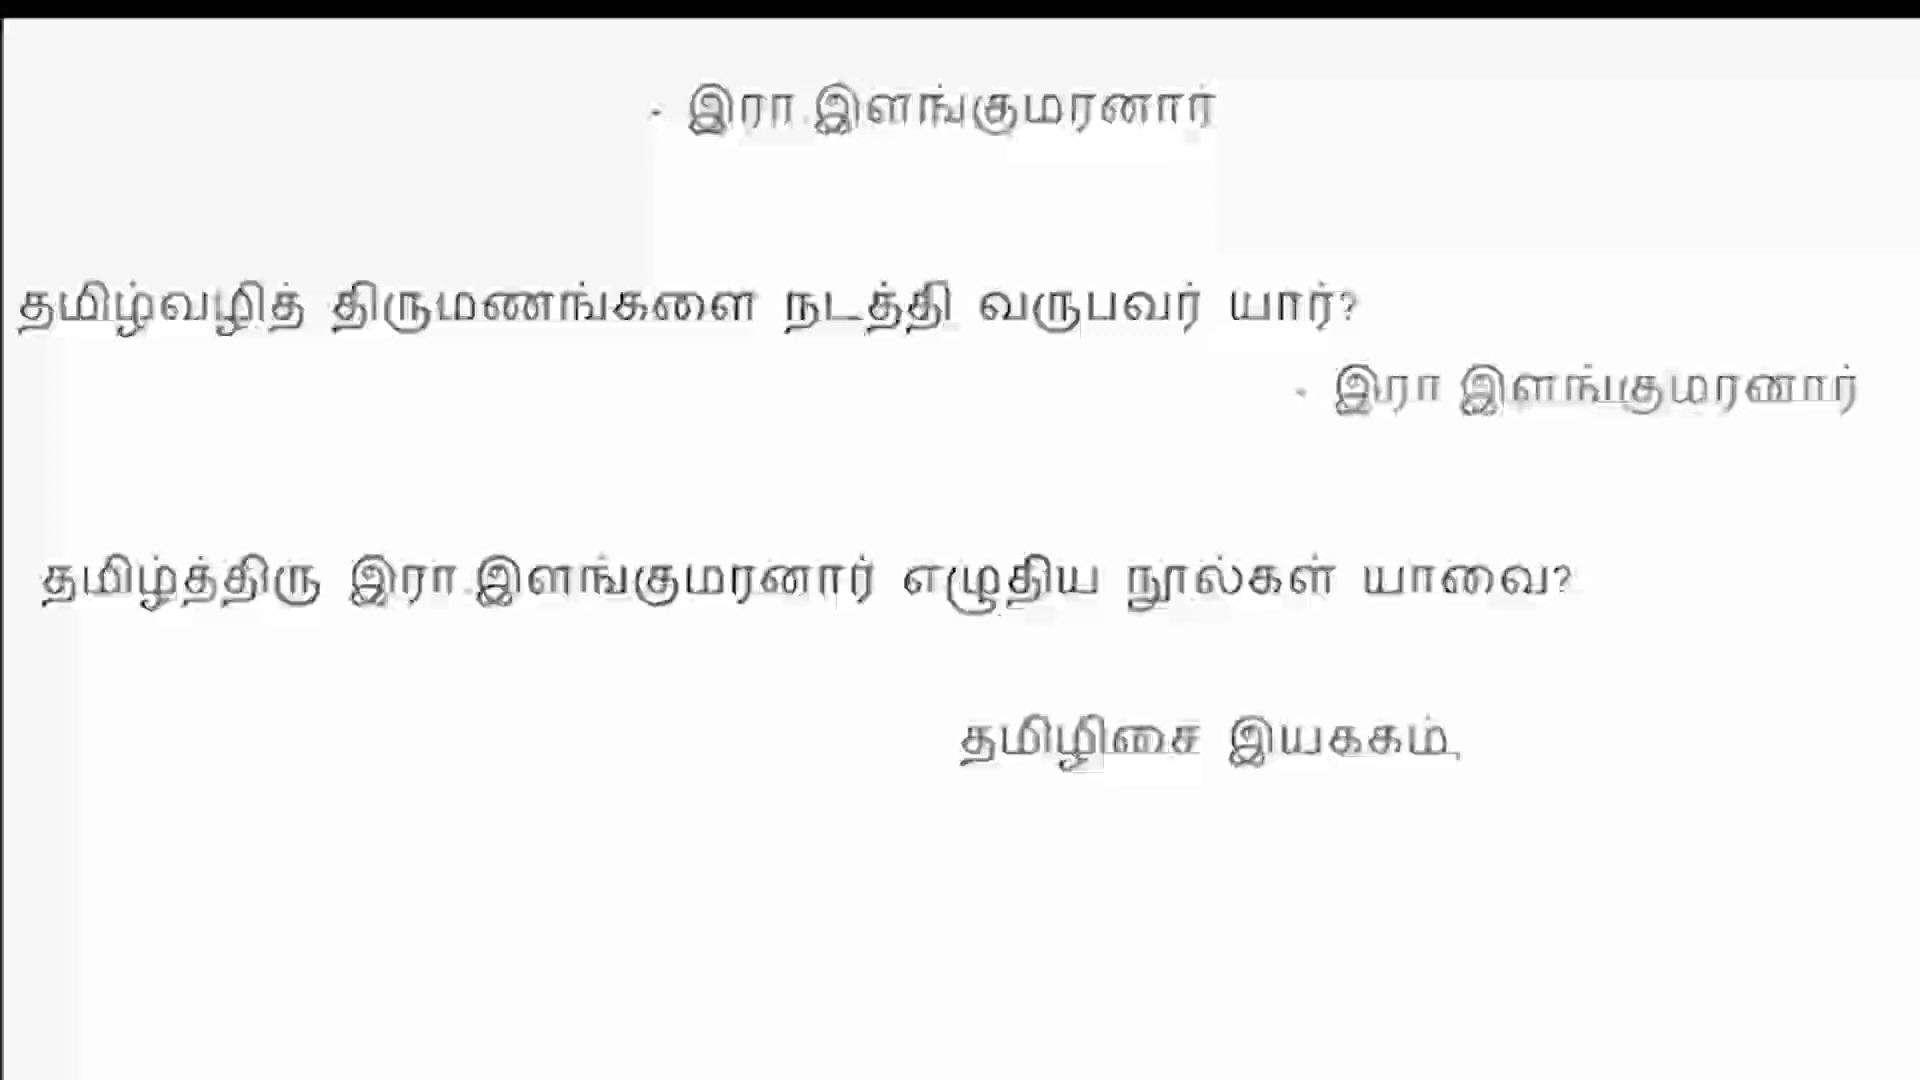 - இரா.இளங்குமரனார்
தமிழ்வழித் திருமணங்களை நடத்தி வருபவர் யார்?
- இரா இளங்குமரனார்
தமிழ்த்திரு இரா.இளங்குமரனார் எழுதிய நூல்கள் யாவை?
தமிழிசை இயககம்,